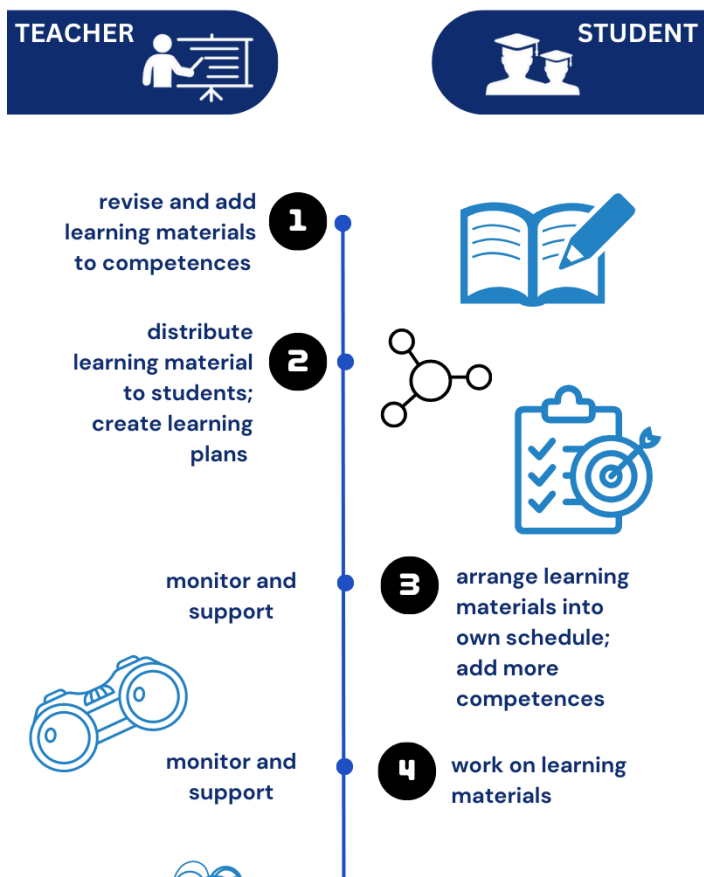 TEACHER
STUDENT
revise and add
learning materials
to competences
1
distribute
learning material
to students;
create learning
plans
2
monitor and
support
3
arrange learning
materials into
own schedule;
add more
competences
monitor and
support
4
work on learning
materials